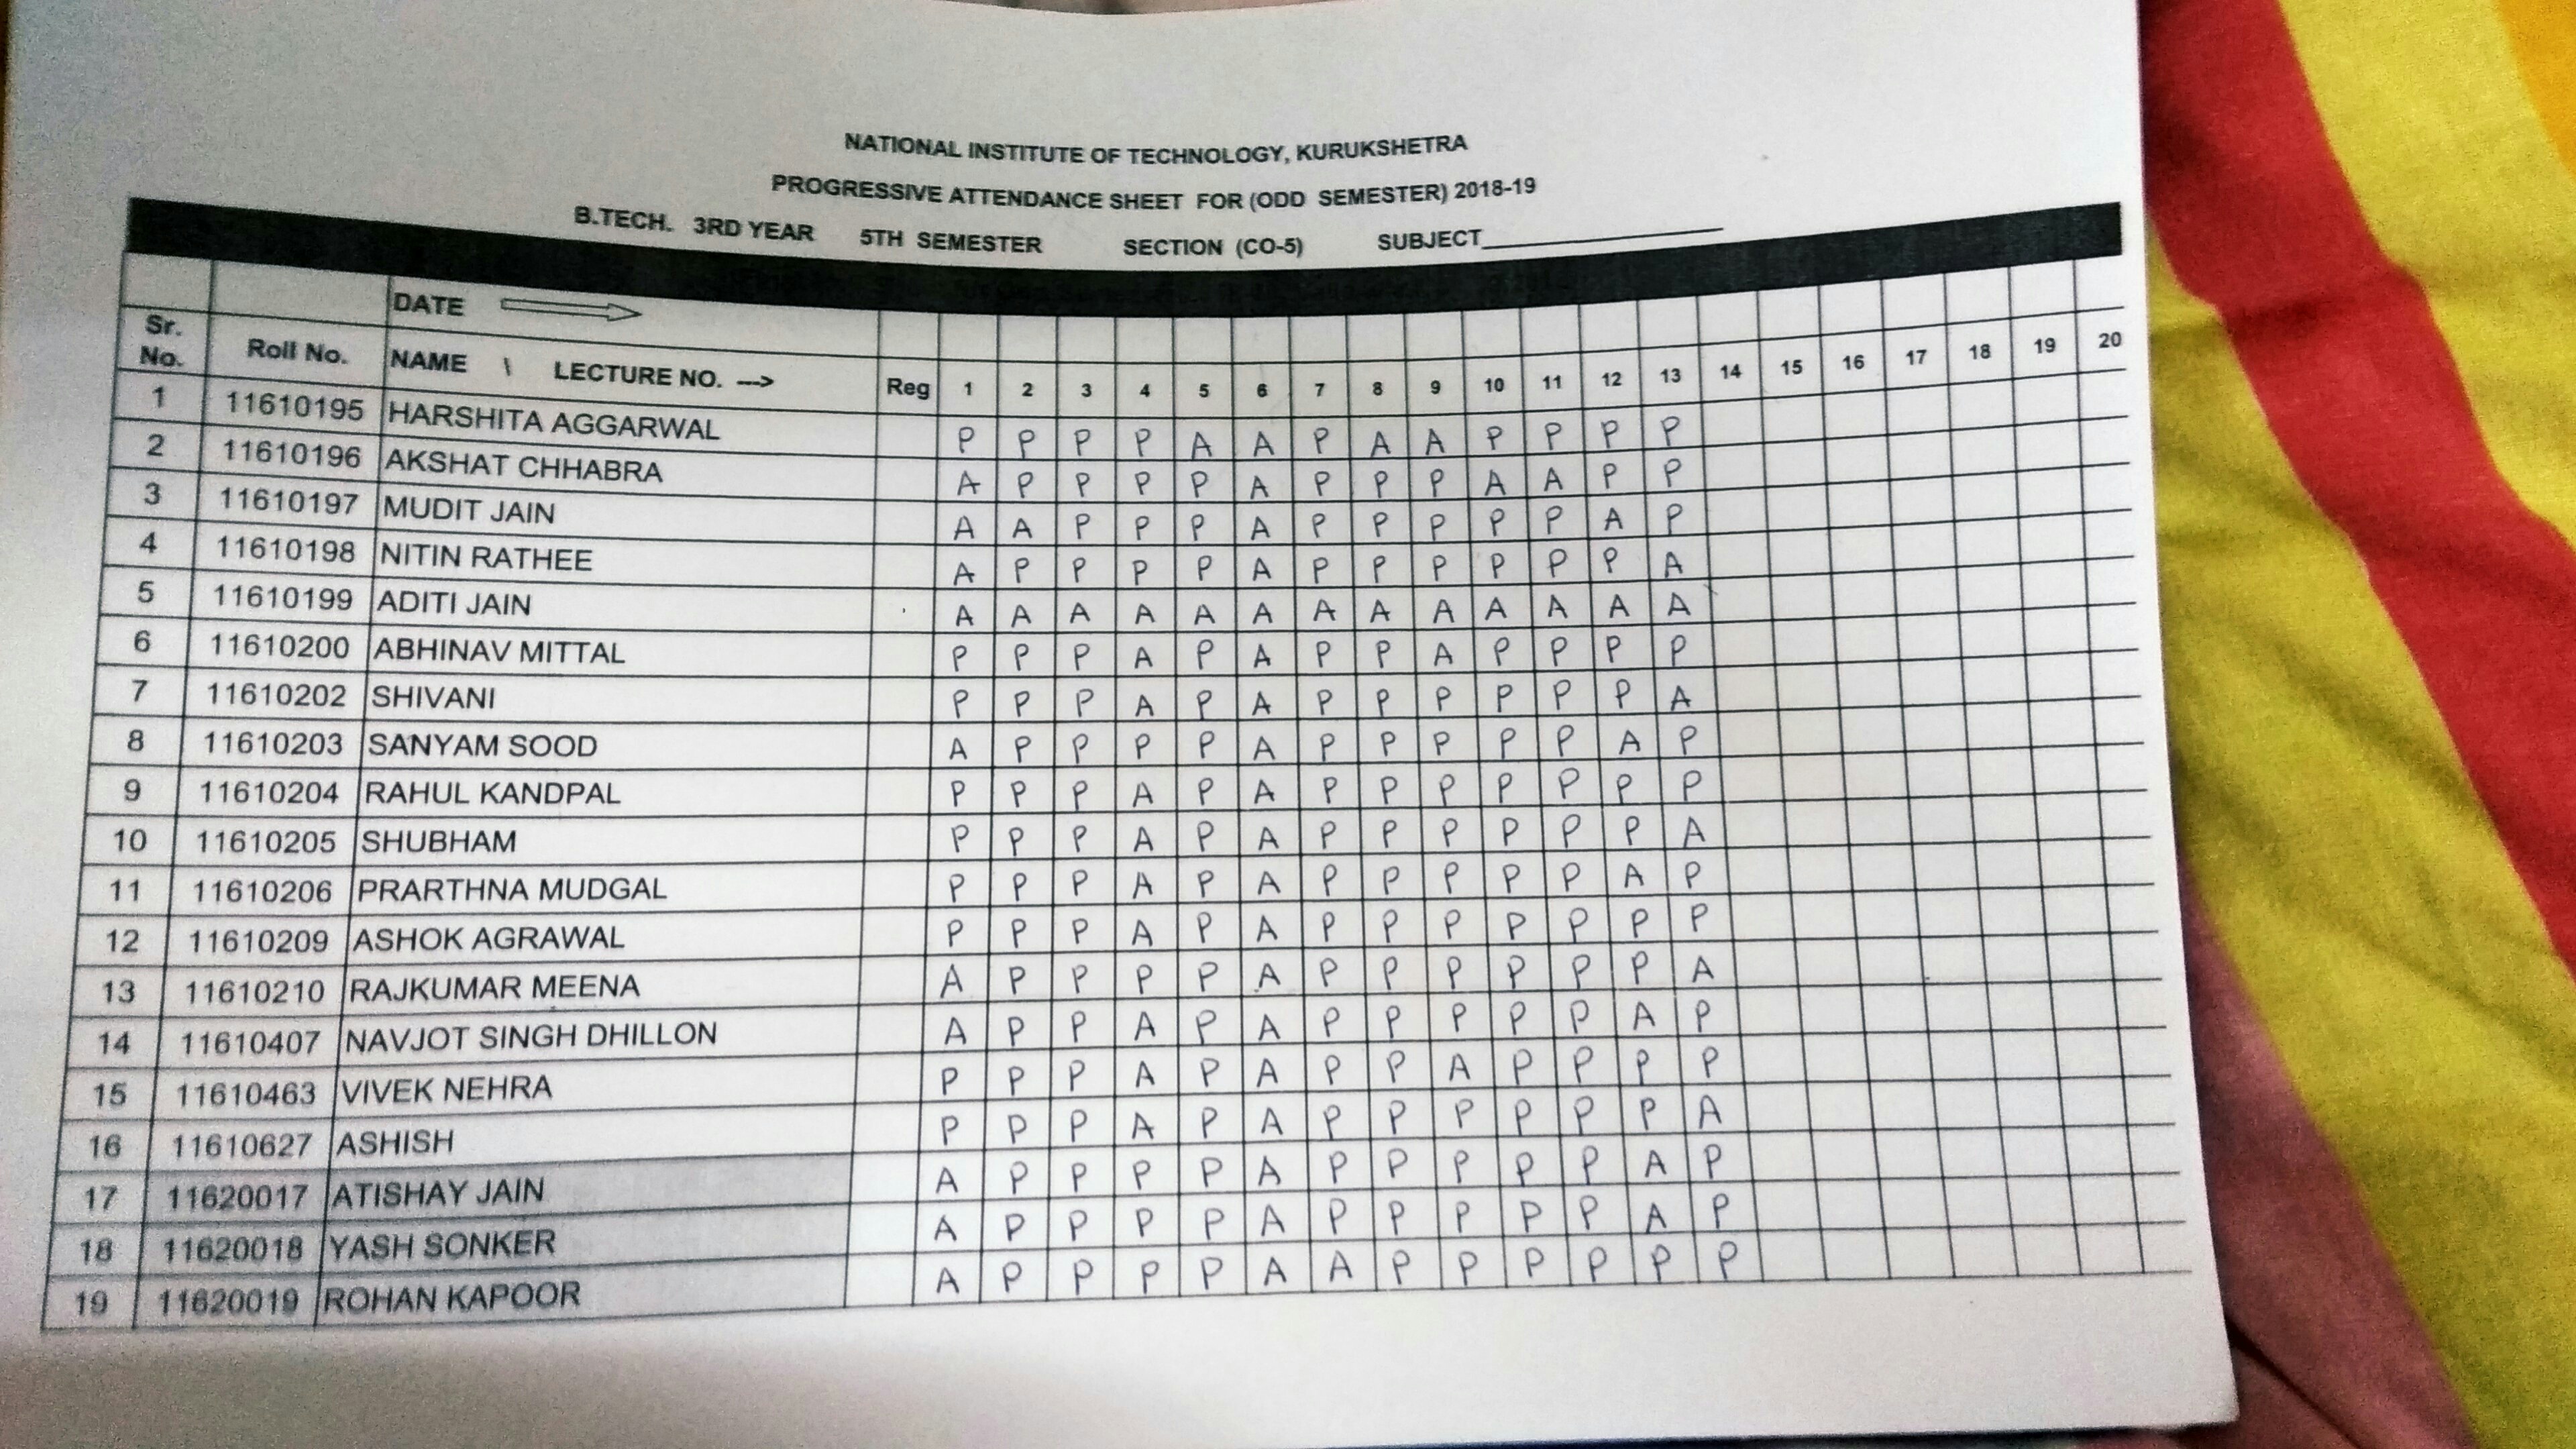 NATIONAL INSTITUTE OF TECHNOLOGY, KURUKSHETRA
PROGRESSIVE ATTENDANCE SHEET FOR (ODD SEMESTER) 2018-19
B.TECH. 3RD YEAR 5TH SEMESTER SECTION (CO-5) SUBJECT
DATE
Sr. No. Roll No. NAME \ LECTURE NO. ---> Reg 1 2 3 4 5 6 7 8 9 10 11 12 13 14 15 16 17 18 19 20
1 11610195 HARSHITA AGGARWAL P P P P A A P A A P P P P
2 11610196 AKSHAT CHHABRA A P P P P A P P P A A P P
3 11610197 MUDIT JAIN A A P P P A P P P P P A P
4 11610198 NITIN RATHEE A P P P P A P P P P P P A
5 11610199 ADITI JAIN A A A A A A A A A A A A A
6 11610200 ABHINAV MITTAL P P P A P A P P A P P P P
7 11610202 SHIVANI P P P A P A P P P P P P A
8 11610203 SANYAM SOOD A P P P P A P P P P P A P
9 11610204 RAHUL KANDPAL P P P A P A P P P P P P P
10 11610205 SHUBHAM P P P A P A P P P P P P A
11 11610206 PRARTHNA MUDGAL P P P A P A P P P P P A P
12 11610209 ASHOK AGRAWAL P P P A P A P P P P P P P
13 11610210 RAJKUMAR MEENA A P P P P A P P P P P P A
14 11610407 NAVJOT SINGH DHILLON A P P A P A P P P P P A P
15 11610463 VIVEK NEHRA P P P A P A P P A P P P P
16 11610627 ASHISH P P P A P A P P P P P P A
17 11620017 ATISHAY JAIN A P P P P A P P P P P A P
18 11620018 YASH SONKER A P P P P A P P P P P A P
19 11620019 ROHAN KAPOOR A P P P P A A P P P P P P